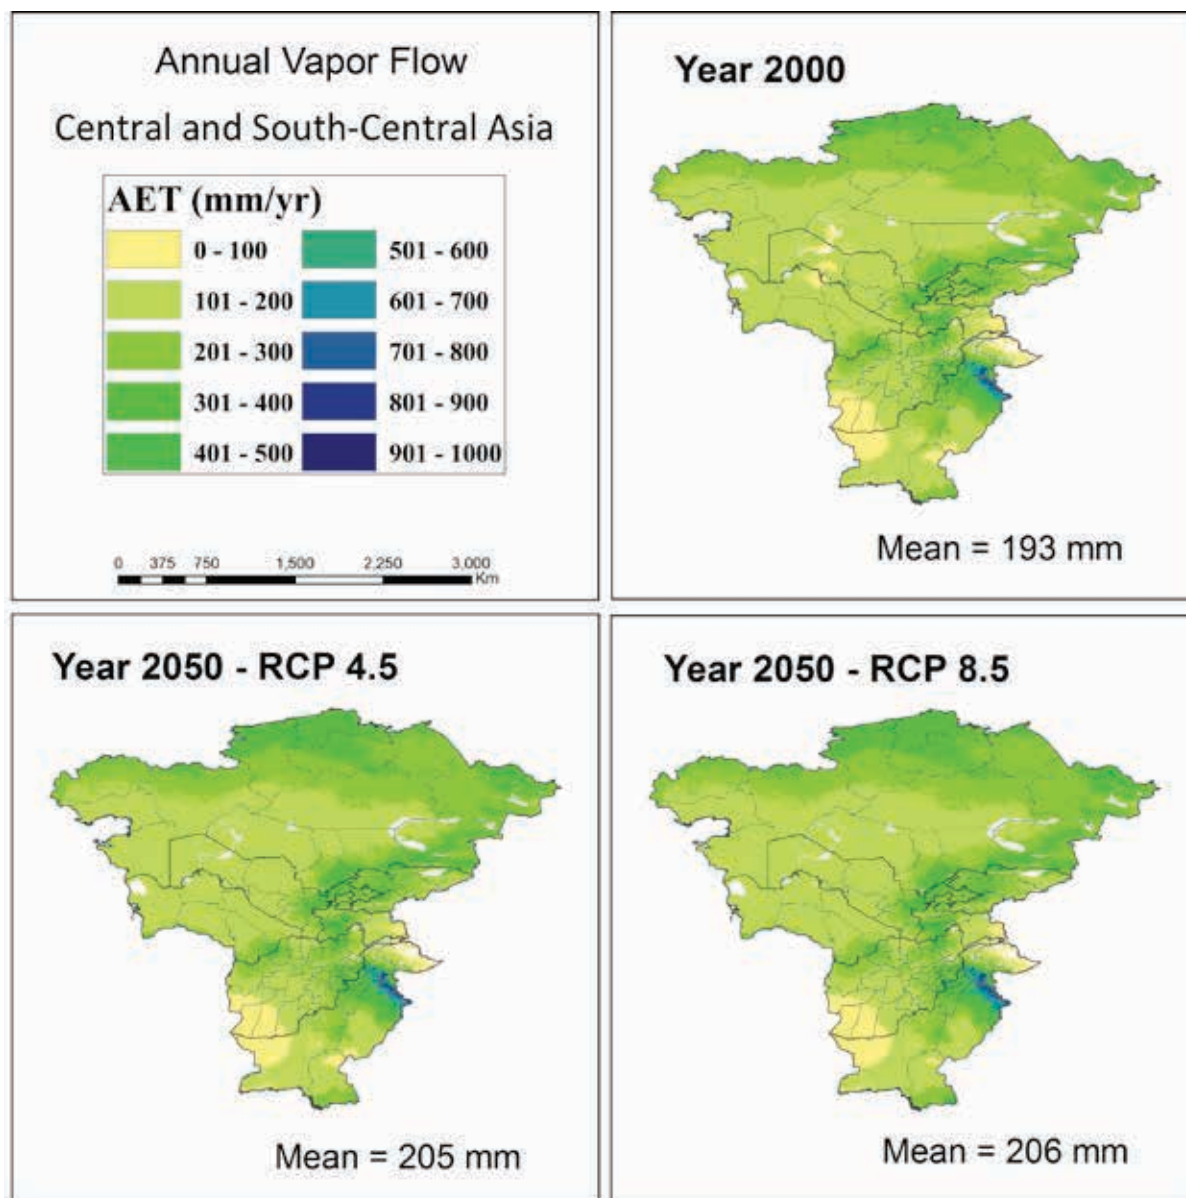 Annual Vapor Flow
Central and South-Central Asia
AET (mm/yr)
0 - 100
101 - 200
201 - 300
301 - 400
401 - 500
501 - 600
601 - 700
701 - 800
801 - 900
901 - 1000
0 375 750 1,500 2,250 3,000
Km
Year 2000
Mean = 193 mm
Year 2050 - RCP 4.5
Mean = 205 mm
Year 2050 - RCP 8.5
Mean = 206 mm